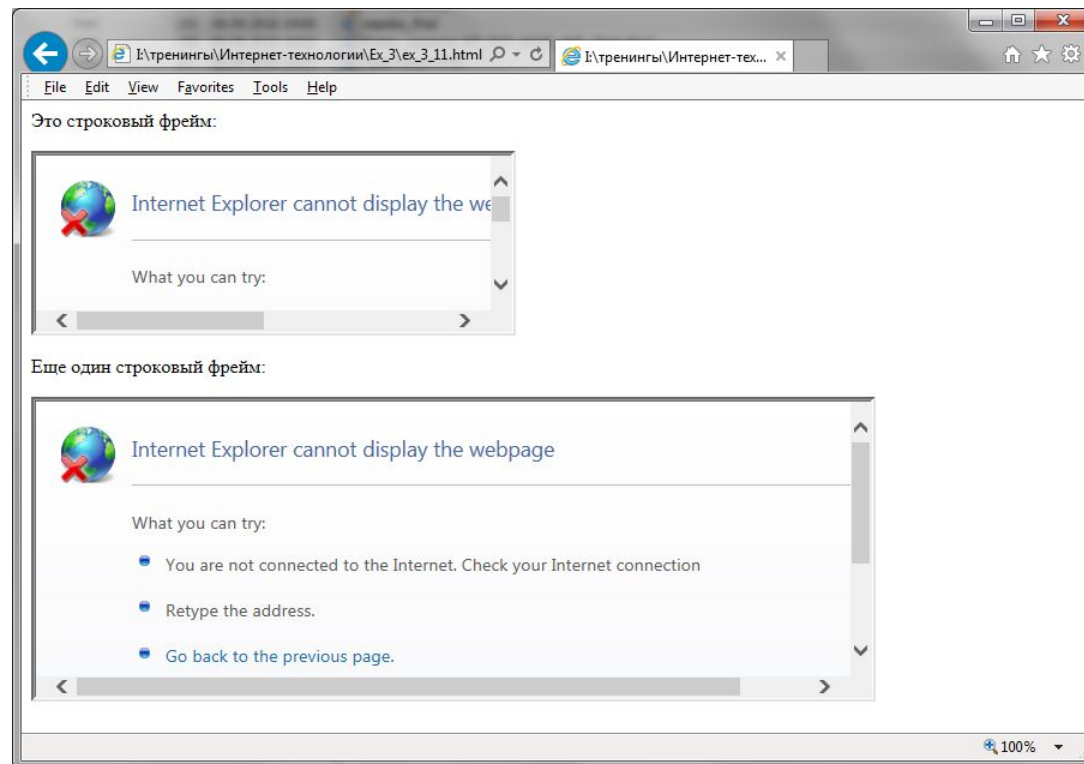 I:\тренинги\Интернет-технологии\Ex_3\ex_3_11.html
I:\тренинги\Интернет-тех...
File Edit View Favorites Tools Help
Это строковый фрейм:
Internet Explorer cannot display the we
What you can try:
Еще один строковый фрейм:
Internet Explorer cannot display the webpage
What you can try:
You are not connected to the Internet. Check your Internet connection
Retype the address.
Go back to the previous page.
100%